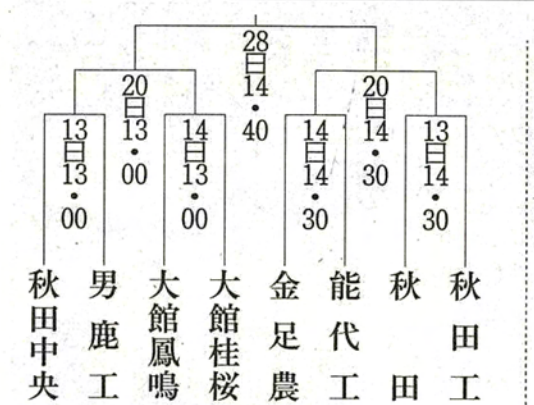 28日14・40
20日13・00
20日14・30
13日13・00
14日13・00
14日14・30
13日14・30
秋田中央
男鹿工
大館鳳鳴
大館桂桜
金足農
能代工
秋田
秋田工